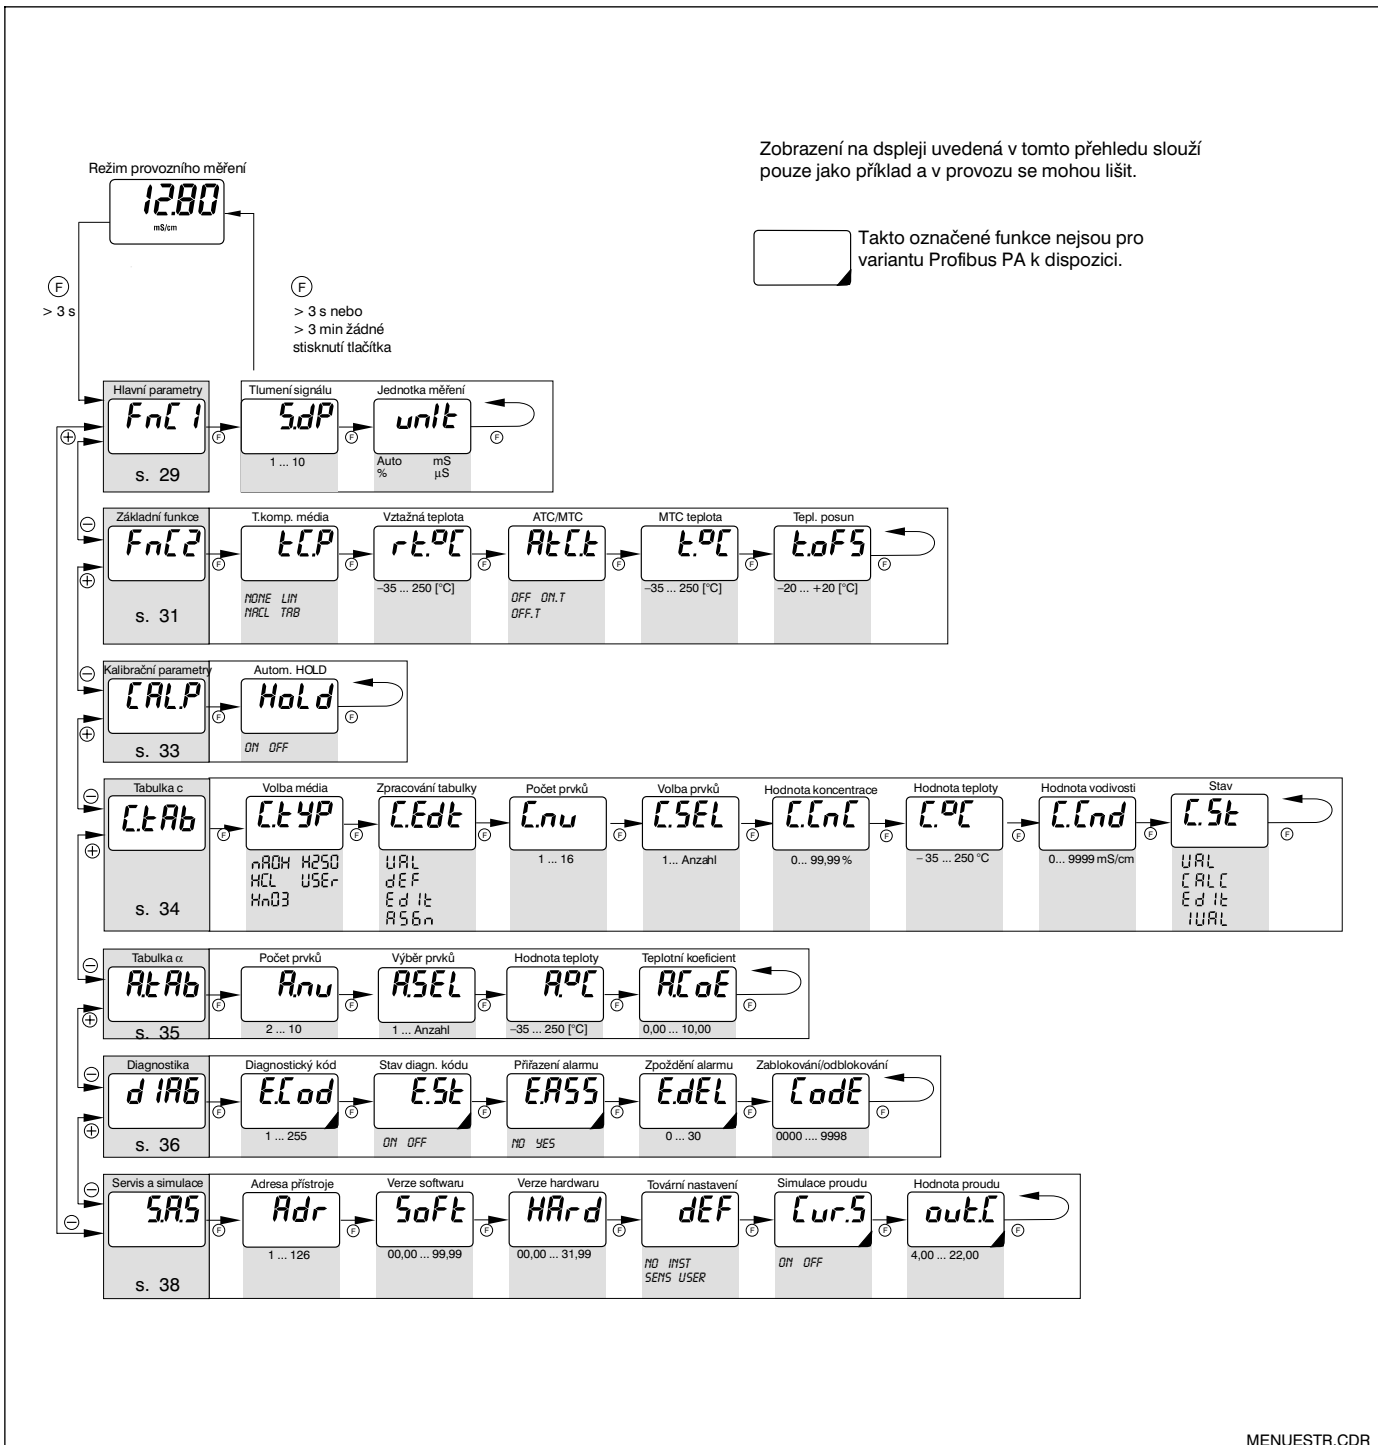 Zobrazení na dspleji uvedená v tomto přehledu slouží
pouze jako příklad a v provozu se mohou lišit.
Takto označené funkce nejsou pro
variantu Profibus PA k dispozici.
Režim provozního měření
12.80
mS/cm
F
> 3 s
F
> 3 s nebo
> 3 min žádné
stisknutí tlačítka
Hlavní parametry
FnC1
s. 29
Tlumení signálu
S.dP
1 ... 10
Jednotka měření
unIt
Auto mS
% µS
Základní funkce
FnC2
s. 31
T.komp. média
tC.P
NONE LIN
NACL TAB
Vztažná teplota
rt.°C
–35 ... 250 [°C]
ATC/MTC
AtC.t
OFF ON.T
OFF.T
MTC teplota
t.°C
–35 ... 250 [°C]
Tepl. posun
t.oFS
–20 ... +20 [°C]
Kalibrační parametry
CAL.P
s. 33
Autom. HOLD
HoLd
ON OFF
Tabulka c
C.tAb
s. 34
Volba média
C.tYP
nAOH H2SO
HCL USEr
HnO3
Zpracování tabulky
C.Edt
VAL
dEF
EdIt
ASGn
Počet prvků
C.nu
1 ... 16
Volba prvků
C.SEL
1... Anzahl
Hodnota koncentrace
C.CnC
0... 99,99 %
Hodnota teploty
C.°C
– 35 ... 250 °C
Hodnota vodivosti
C.Cnd
0... 9999 mS/cm
Stav
C.St
VAL
CALC
EdIt
IVAL
Tabulka α
A.tAb
s. 35
Počet prvků
A.nu
2 ... 10
Výběr prvků
A.SEL
1 ... Anzahl
Hodnota teploty
A.°C
–35 ... 250 [°C]
Teplotní koeficient
A.CoE
0,00 ... 10,00
Diagnostika
dIAG
s. 36
Diagnostický kód
E.Cod
1 ... 255
Stav diagn. kódu
E.St
ON OFF
Přiřazení alarmu
E.ASS
NO YES
Zpoždění alarmu
E.dEL
0 ... 30
Zablokování/odblokování
CodE
0000 .... 9998
Servis a simulace
S.A.S
s. 38
Adresa přístroje
Adr
1 ... 126
Verze softwaru
SoFt
00,00 ... 99,99
Verze hardwaru
HArd
00,00 ... 31,99
Tovární nastavení
dEF
NO INST
SENS USER
Simulace proudu
Cur.S
ON OFF
Hodnota proudu
out.C
4,00 ... 22,00
MENUESTR.CDR